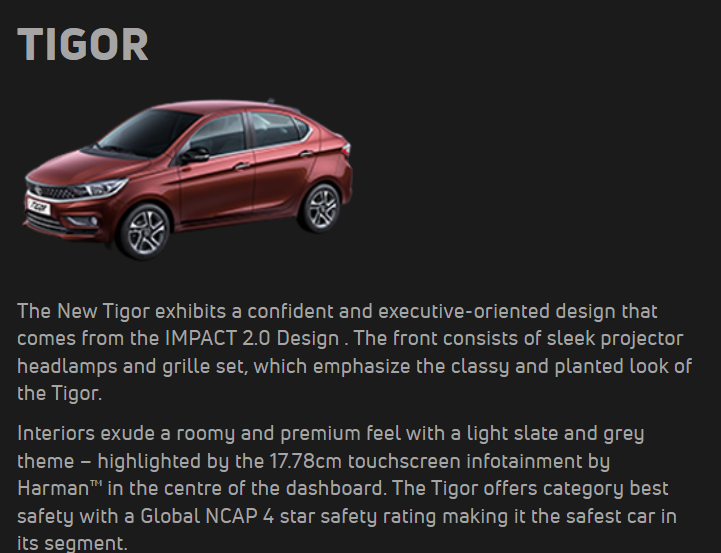 TIGOR
TIGOR
The New Tigor exhibits a confident and executive-oriented design that
comes from the IMPACT 2.0 Design . The front consists of sleek projector
headlamps and grille set, which emphasize the classy and planted look of
the Tigor.
Interiors exude a roomy and premium feel with a light slate and grey
theme – highlighted by the 17.78cm touchscreen infotainment by
Harman™ in the centre of the dashboard. The Tigor offers category best
safety with a Global NCAP 4 star safety rating making it the safest car in
its segment.